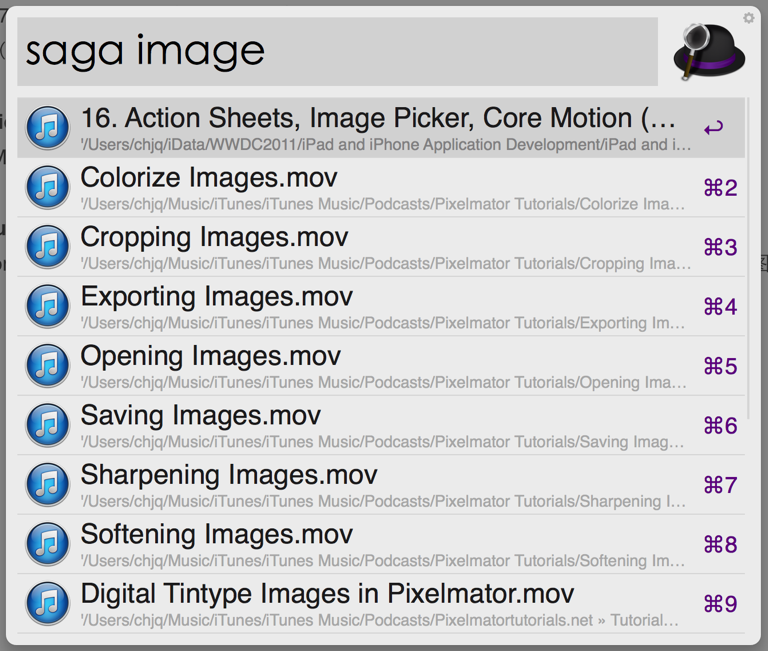 saga image
16. Action Sheets, Image Picker, Core Motion (…
'/Users/chjq/iData/WWDC2011/iPad and iPhone Application Development/iPad and i…
↩
Colorize Images.mov
'/Users/chjq/Music/iTunes/iTunes Music/Podcasts/Pixelmator Tutorials/Colorize Ima…
⌘2
Cropping Images.mov
'/Users/chjq/Music/iTunes/iTunes Music/Podcasts/Pixelmator Tutorials/Cropping Ima…
⌘3
Exporting Images.mov
'/Users/chjq/Music/iTunes/iTunes Music/Podcasts/Pixelmator Tutorials/Exporting Im…
⌘4
Opening Images.mov
'/Users/chjq/Music/iTunes/iTunes Music/Podcasts/Pixelmator Tutorials/Opening Ima…
⌘5
Saving Images.mov
'/Users/chjq/Music/iTunes/iTunes Music/Podcasts/Pixelmator Tutorials/Saving Imag…
⌘6
Sharpening Images.mov
'/Users/chjq/Music/iTunes/iTunes Music/Podcasts/Pixelmator Tutorials/Sharpening I…
⌘7
Softening Images.mov
'/Users/chjq/Music/iTunes/iTunes Music/Podcasts/Pixelmator Tutorials/Softening Im…
⌘8
Digital Tintype Images in Pixelmator.mov
'/Users/chjq/Music/iTunes/iTunes Music/Podcasts/Pixelmatortutorials.net » Tutorial…
⌘9